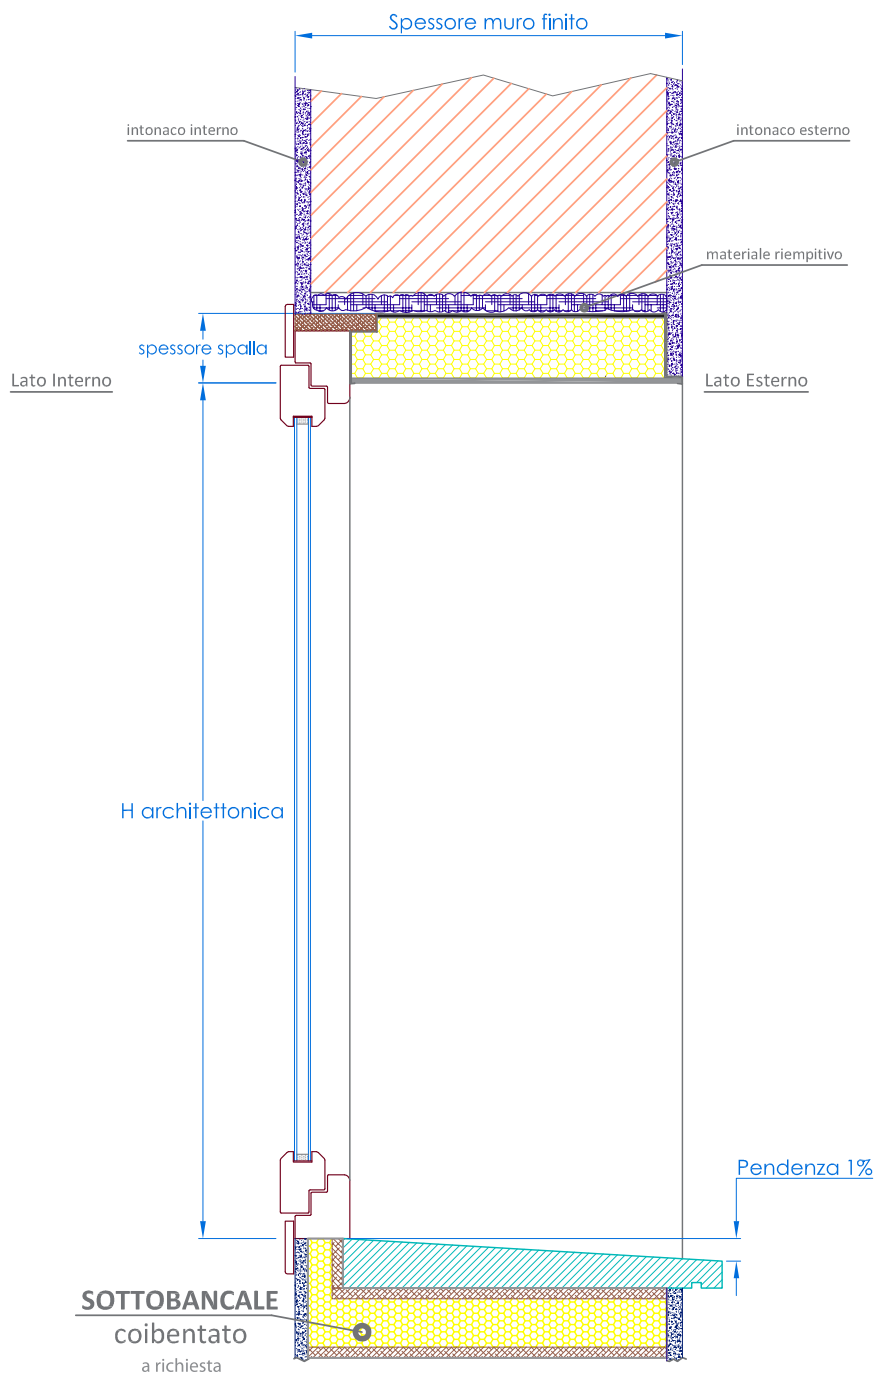 Spessore muro finito
intonaco interno
intonaco esterno
materiale riempitivo
spessore spalla
Lato Interno
Lato Esterno
H architettonica
Pendenza 1%
SOTTOBANCALE
coibentato
a richiesta